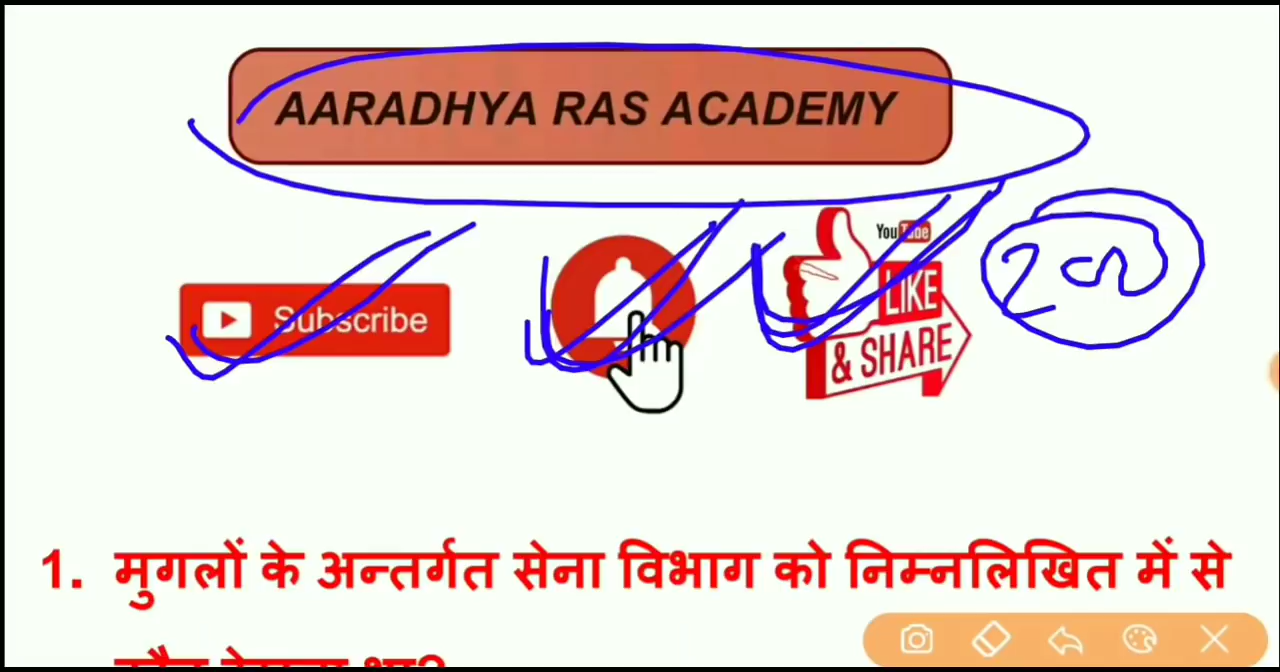 AARADHYA RAS ACADEMY
Subscribe
YouTube
LIKE
& SHARE
1. मुगलों के अन्तर्गत सेना विभाग को निम्नलिखित में से